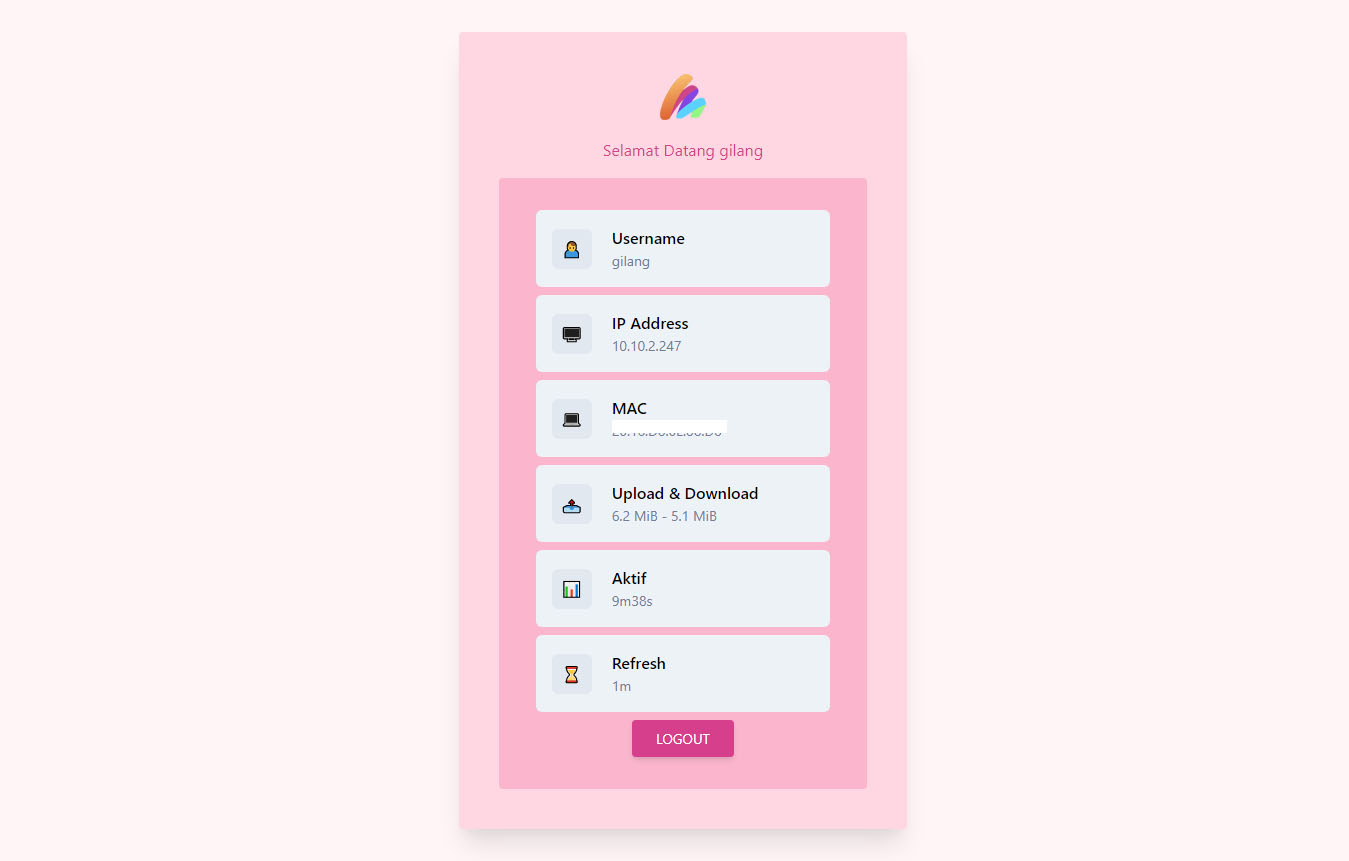 Selamat Datang gilang
Username
gilang
IP Address
10.10.2.247
MAC
Upload & Download
6.2 MiB - 5.1 MiB
Aktif
9m38s
Refresh
1m
LOGOUT